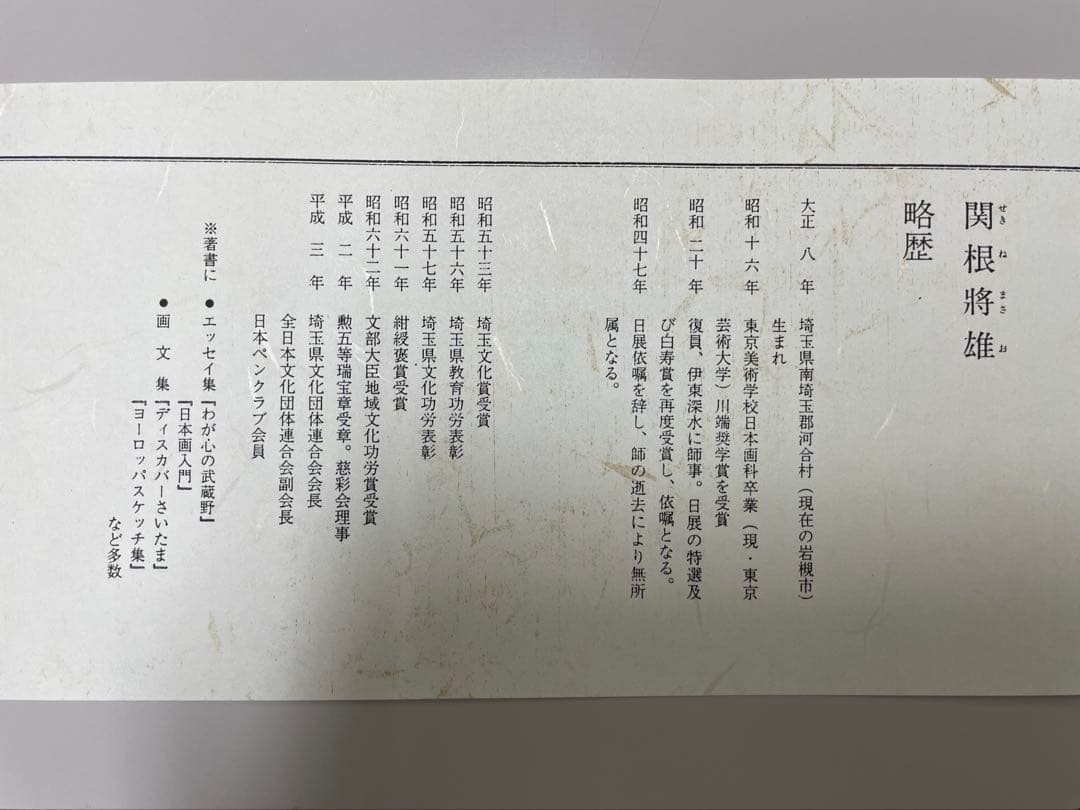 関根將雄
せきねまさお
略歴
大正 八 年 埼玉県南埼玉郡河合村（現在の岩槻市）
生まれ
昭和 十六 年 東京美術学校日本画科卒業（現・東京
芸術大学）川端奨学賞を受賞
昭和 二十 年 復員、伊東深水に師事。日展の特選及
び白寿賞を再度受賞し、依嘱となる。
昭和四十七年 日展依嘱を辞し、師の逝去により無所
属となる。
昭和五十三年 埼玉文化賞受賞
昭和五十六年 埼玉県教育功労表彰
昭和五十七年 埼玉県文化功労表彰
昭和六十一年 紺綬褒賞受賞
昭和六十二年 文部大臣地域文化功労賞受賞
平成 二 年 勲五等瑞宝章受章。慈彩会理事
平成 三 年 埼玉県文化団体連合会会長
全日本文化団体連合会副会長
日本ペンクラブ会員
※著書に ●エッセイ集『わが心の武蔵野』
『日本画入門』
●画 文 集『ディスカバーさいたま』
『ヨーロッパスケッチ集』
など多数